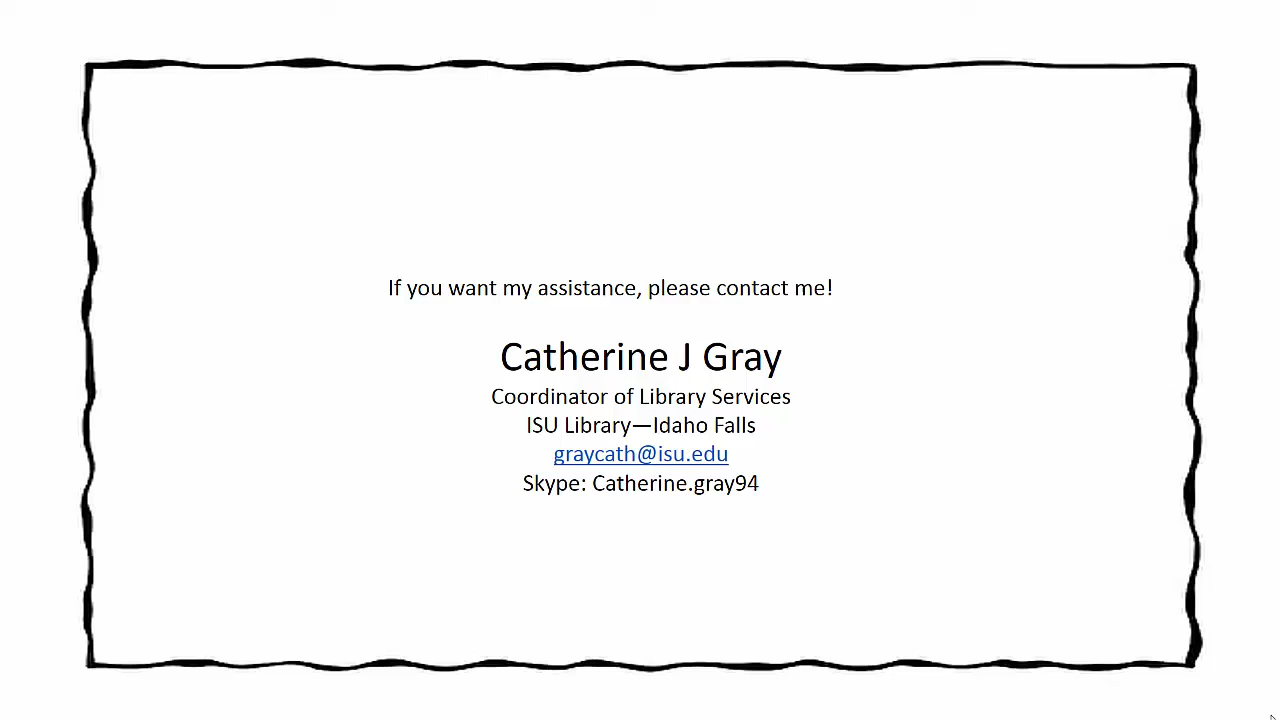 If you want my assistance, please contact me!
Catherine J Gray
Coordinator of Library Services
ISU Library—Idaho Falls
graycath@isu.edu
Skype: Catherine.gray94